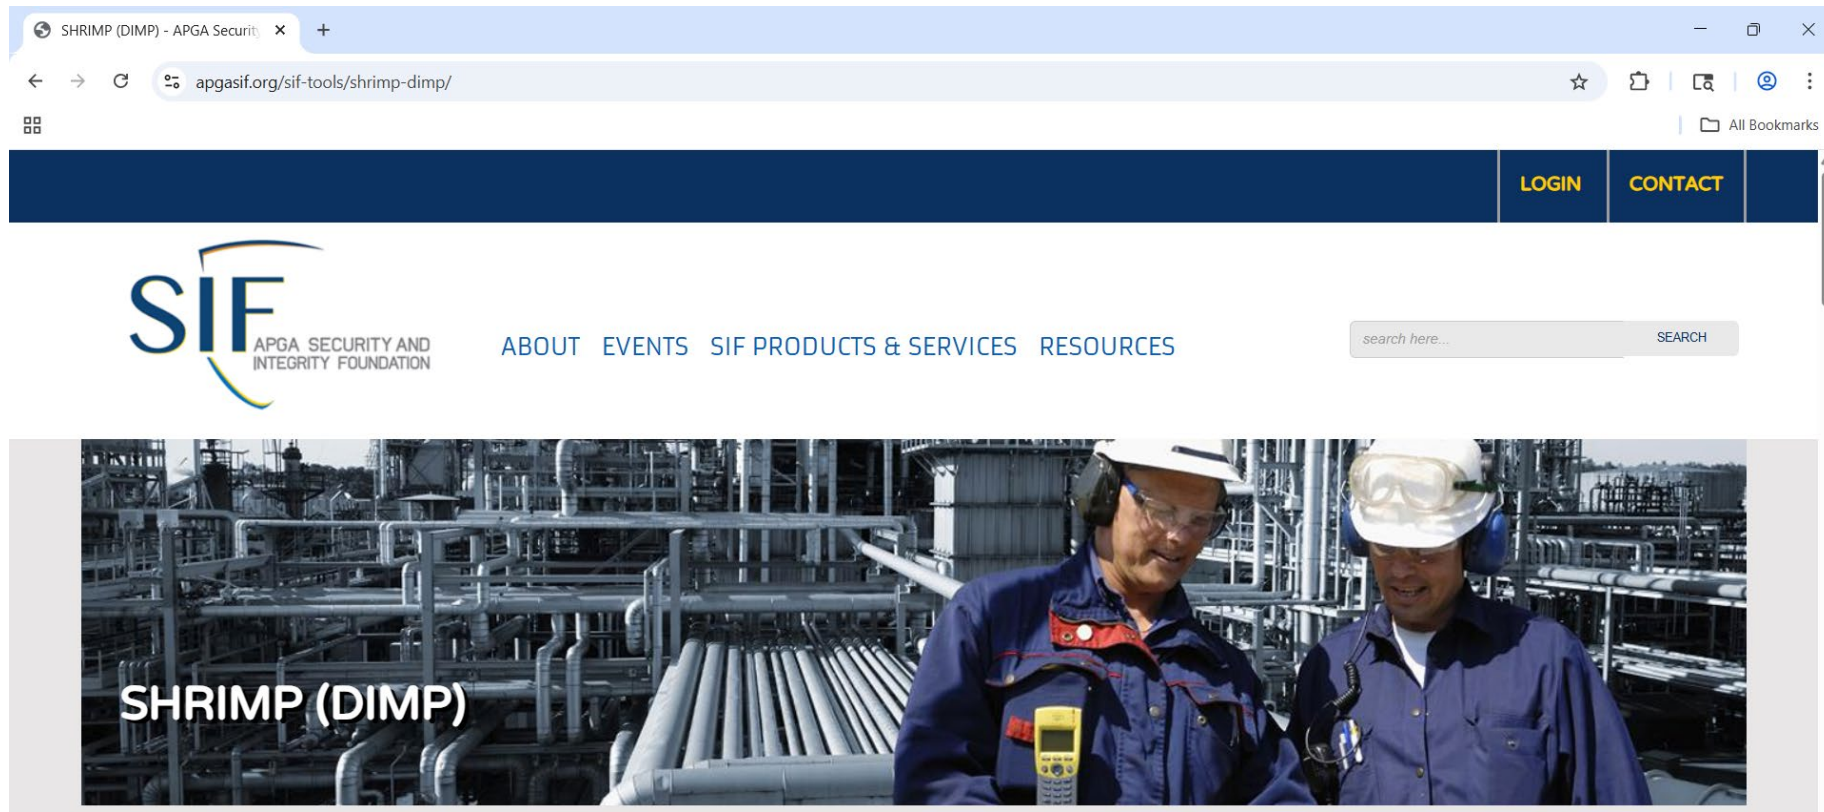 SHRIMP (DIMP) - APGA Security
apgasif.org/sif-tools/shrimp-dimp/
All Bookmarks
LOGIN CONTACT
SIF
APGA SECURITY AND
INTEGRITY FOUNDATION
ABOUT EVENTS SIF PRODUCTS & SERVICES RESOURCES
search here... SEARCH
SHRIMP (DIMP)